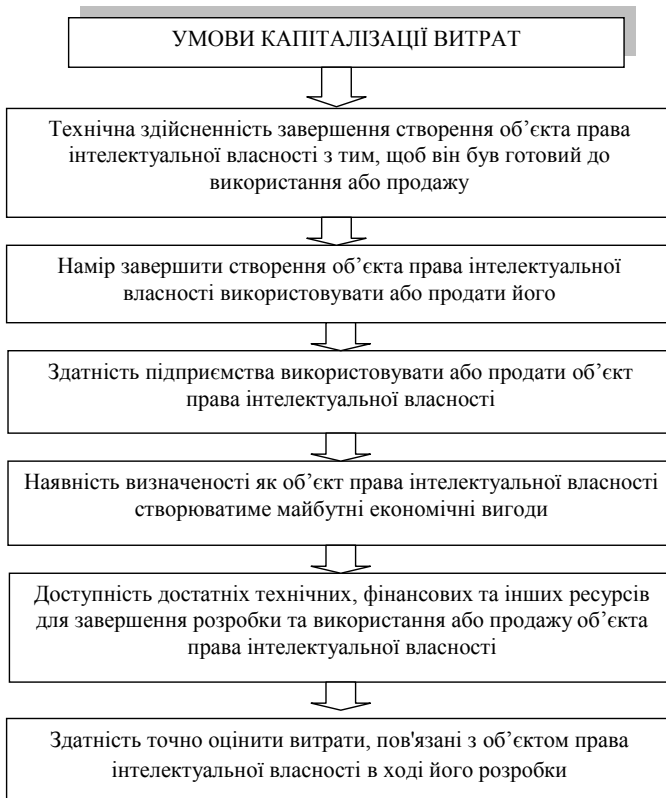 УМОВИ КАПІТАЛІЗАЦІЇ ВИТРАТ
Технічна здійсненність завершення створення об’єкта права
інтелектуальної власності з тим, щоб він був готовий до
використання або продажу
Намір завершити створення об’єкта права інтелектуальної
власності використовувати або продати його
Здатність підприємства використовувати або продати об’єкт
права інтелектуальної власності
Наявність визначеності як об’єкт права інтелектуальної власності
створюватиме майбутні економічні вигоди
Доступність достатніх технічних, фінансових та інших ресурсів
для завершення розробки та використання або продажу об’єкта
права інтелектуальної власності
Здатність точно оцінити витрати, пов'язані з об’єктом права
інтелектуальної власності в ході його розробки